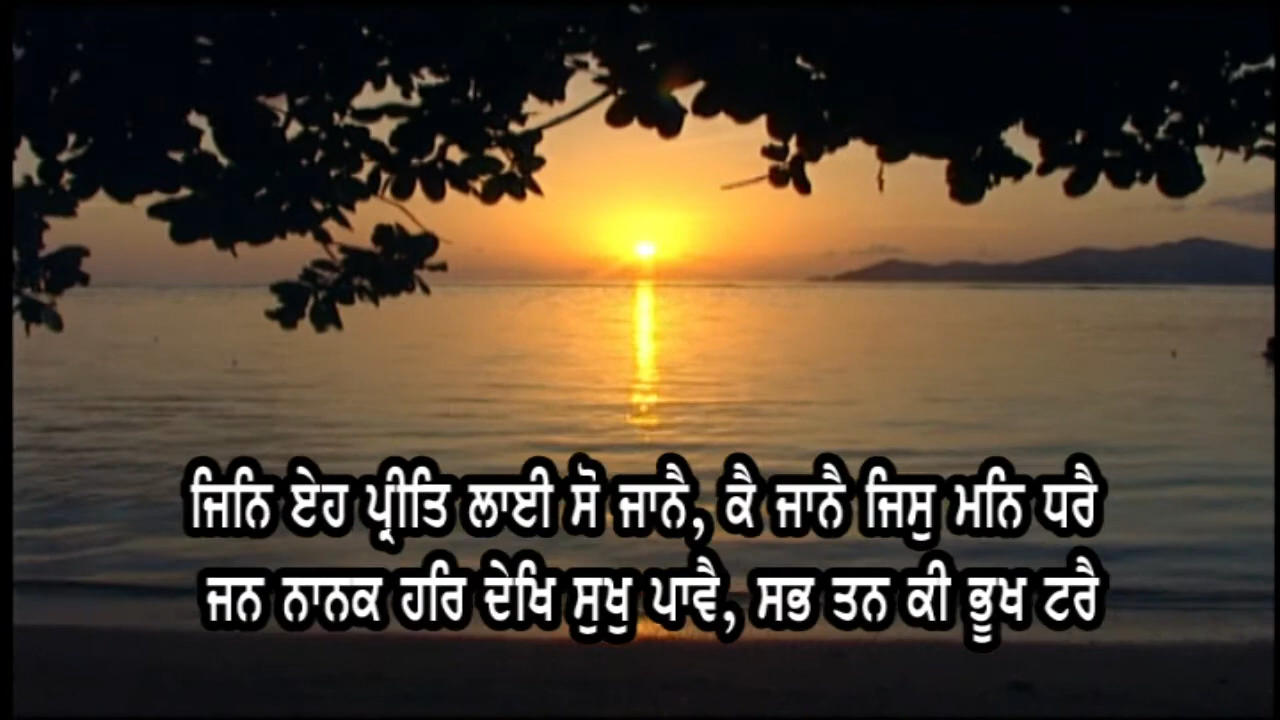 ਜਿਨਿ ਏਹ ਪ੍ਰੀਤਿ ਲਾਈ ਸੋ ਜਾਨੈ, ਕੈ ਜਾਨੈ ਜਿਸੁ ਮਨਿ ਧਰੈ
ਜਨ ਨਾਨਕ ਹਰਿ ਦੇਖਿ ਸੁਖੁ ਪਾਵੈ, ਸਭ ਤਨ ਕੀ ਭੂਖ ਟਰੈ